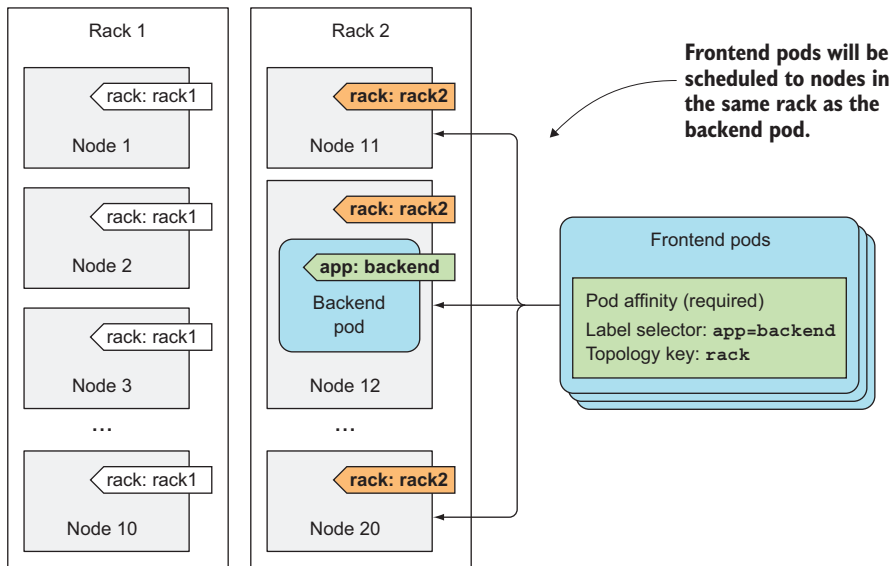 Rack 1
rack: rack1
Node 1
rack: rack1
Node 2
rack: rack1
Node 3
...
rack: rack1
Node 10
Rack 2
rack: rack2
Node 11
rack: rack2
app: backend
Backend
pod
Node 12
...
rack: rack2
Node 20
Frontend pods will be
scheduled to nodes in
the same rack as the
backend pod.
Frontend pods
Pod affinity (required)
Label selector: app=backend
Topology key: rack